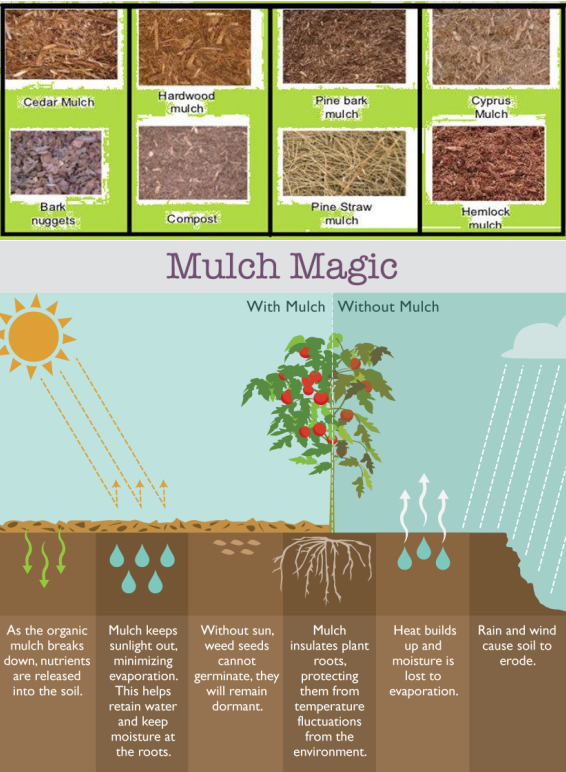 Cedar Mulch
Hardwood
mulch
Pine bark
mulch
Cyprus
Mulch
Bark
nuggets
Compost
Pine Straw
mulch
Hemlock
mulch
Mulch Magic
With Mulch
Without Mulch
As the organic
mulch breaks
down, nutrients
are released
into the soil.
Mulch keeps
sunlight out,
minimizing
evaporation.
This helps
retain water
and keep
moisture at
the roots.
Without sun,
weed seeds
cannot
germinate, they
will remain
dormant.
Mulch
insulates plant
roots,
protecting
them from
temperature
fluctuations
from the
environment.
Heat builds
up and
moisture is
lost to
evaporation.
Rain and wind
cause soil to
erode.